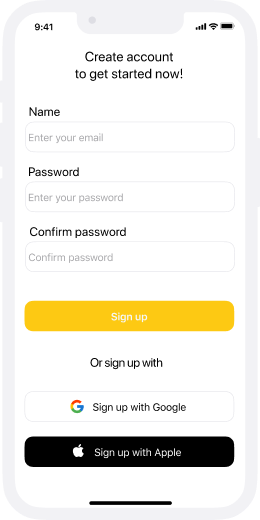 9:41
Create account
to get started now!
Name
Enter your email
Password
Enter your password
Confirm password
Confirm password
Sign up
Or sign up with
Sign up with Google
Sign up with Apple